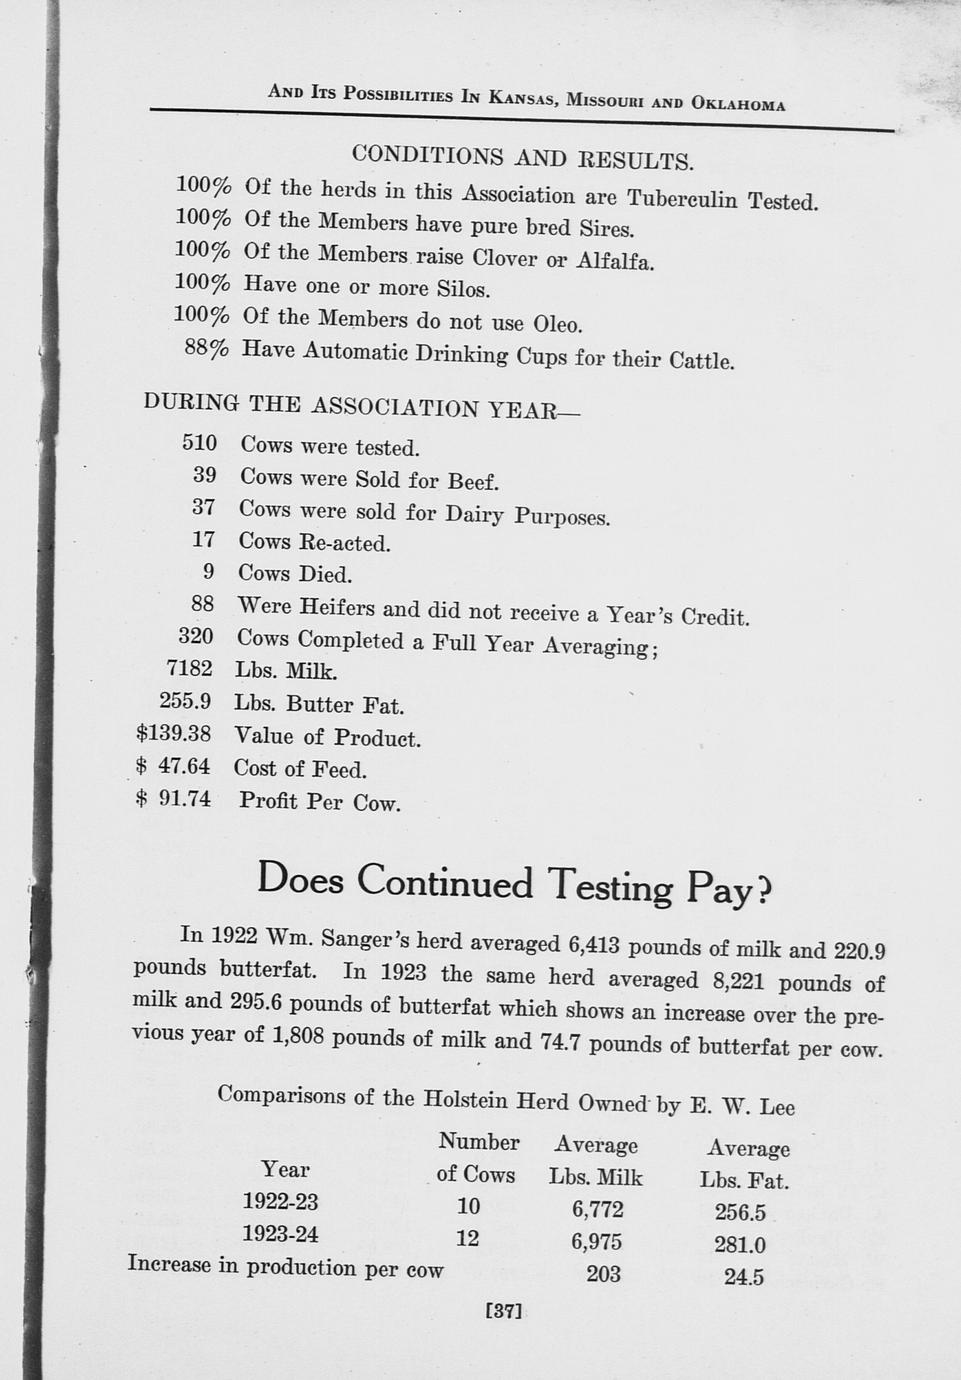 And Its Possibilities In Kansas, Missouri and Oklahoma
CONDITIONS AND RESULTS.
100% Of the herds in this Association are Tuberculin Tested.
100% Of the Members have pure bred Sires.
100% Of the Members raise Clover or Alfalfa.
100% Have one or more Silos.
100% Of the Members do not use Oleo.
88% Have Automatic Drinking Cups for their Cattle.
DURING THE ASSOCIATION YEAR—
510 Cows were tested.
39 Cows were Sold for Beef.
37 Cows were sold for Dairy Purposes.
17 Cows Re-acted.
9 Cows Died.
88 Were Heifers and did not receive a Year's Credit.
320 Cows Completed a Full Year Averaging;
7182 Lbs. Milk.
255.9 Lbs. Butter Fat.
$139.38 Value of Product.
$ 47.64 Cost of Feed.
$ 91.74 Profit Per Cow.
Does Continued Testing Pay?
In 1922 Wm. Sanger's herd averaged 6,413 pounds of milk and 220.9
pounds butterfat. In 1923 the same herd averaged 8,221 pounds of
milk and 295.6 pounds of butterfat which shows an increase over the pre-
vious year of 1,808 pounds of milk and 74.7 pounds of butterfat per cow.
Comparisons of the Holstein Herd Owned by E. W. Lee
Number Average Average
Year of Cows Lbs. Milk Lbs. Fat.
1922-23 10 6,772 256.5
1923-24 12 6,975 281.0
Increase in production per cow 203 24.5
[37]